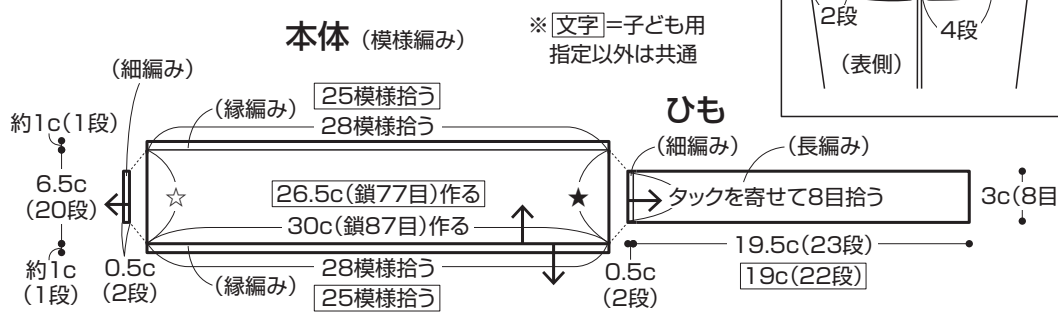 本体（模様編み）
※文字=子ども用
指定以外は共通
2段
4段
（表側）
（細編み）
（縁編み）
25模様拾う
28模様拾う
約1c（1段）
6.5c
（20段）
約1c
（1段）
0.5c
（2段）
☆
★
26.5c（鎖77目）作る
30c（鎖87目）作る
（縁編み）
28模様拾う
25模様拾う
ひも
（細編み）
（長編み）
タックを寄せて8目拾う
3c（8目
0.5c
（2段）
19.5c（23段）
19c（22段）